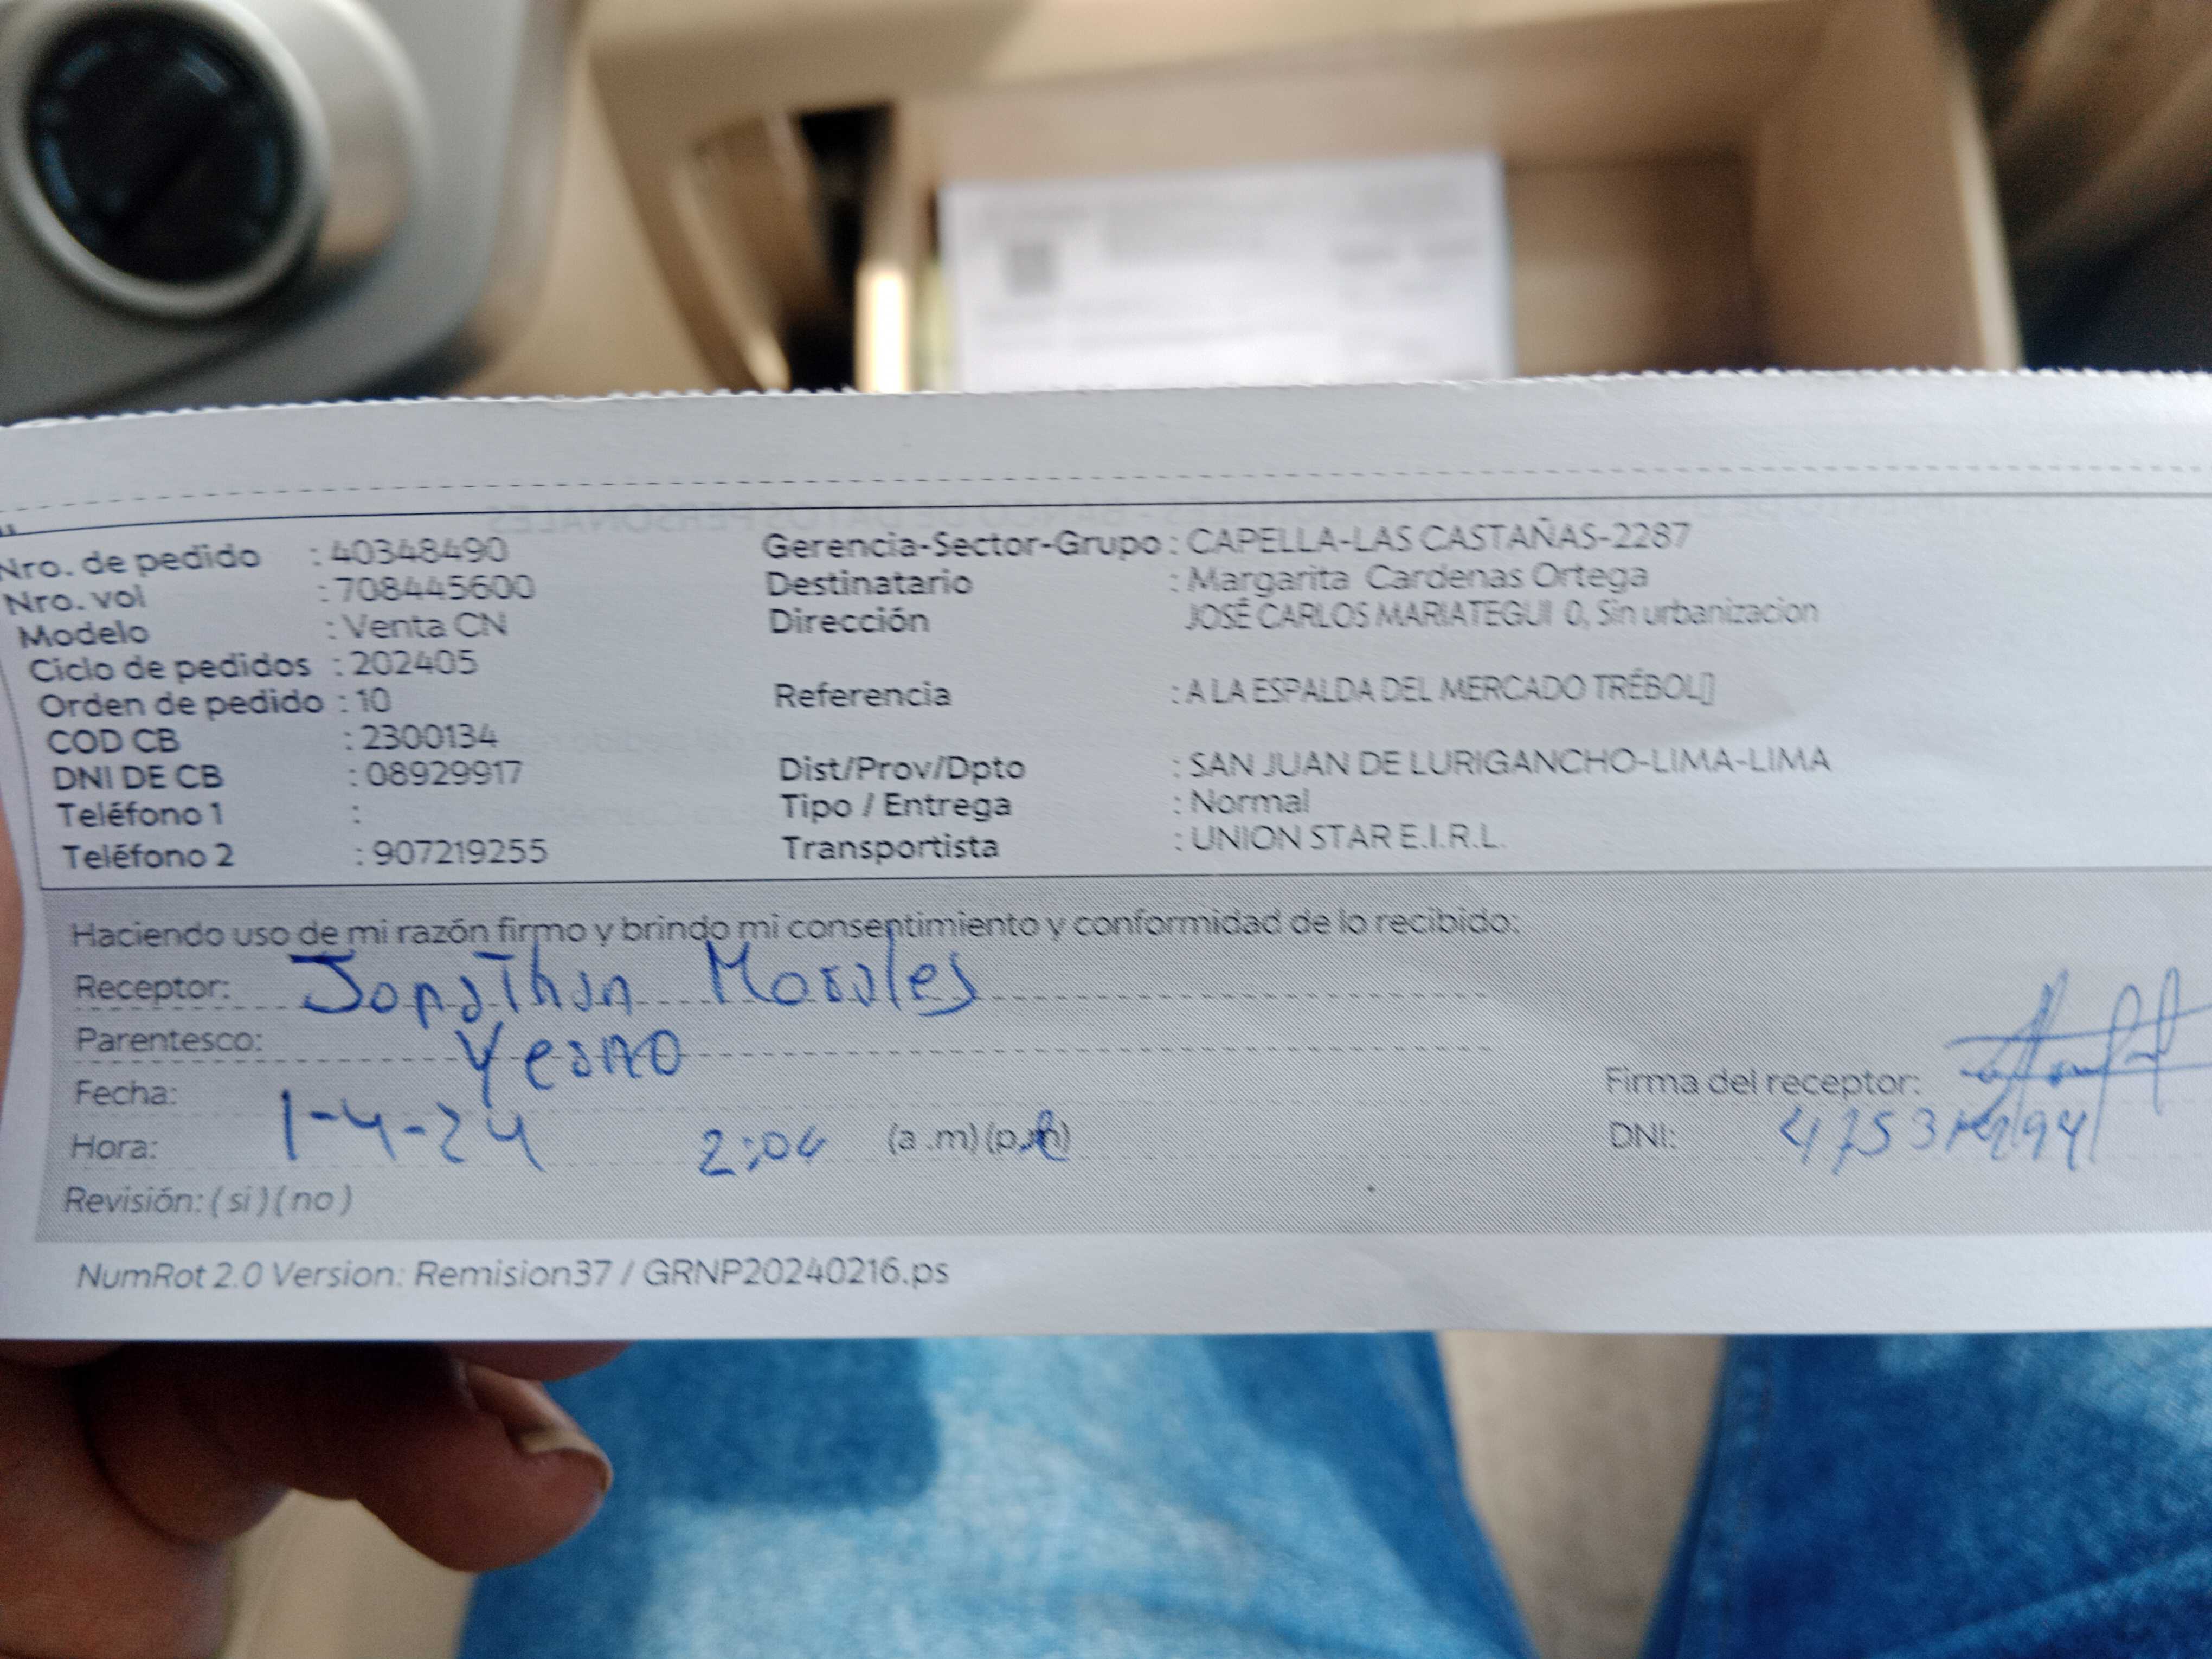 Nro. de pedido : 40348490 Gerencia-Sector-Grupo : CAPELLA-LAS CASTAÑAS-2287
Nro. vol : 708445600 Destinatario : Margarita Cardenas Ortega
Modelo : Venta CN Dirección JOSÉ CARLOS MARIATEGUI 0, Sin urbanizacion
Ciclo de pedidos : 202405
Orden de pedido : 10 Referencia : A LA ESPALDA DEL MERCADO TRÉBOL[]
COD CB : 2300134
DNI DE CB : 08929917 Dist/Prov/Dpto : SAN JUAN DE LURIGANCHO-LIMA-LIMA
Teléfono 1 : Tipo / Entrega : Normal
Teléfono 2 : 907219255 Transportista : UNION STAR E.I.R.L.
Haciendo uso de mi razón firmo y brindo mi consentimiento y conformidad de lo recibido:
Receptor: Jonathan Morales
Parentesco: Yerno
Fecha: 1-4-24 Firma del receptor:
Hora: (a.m) (p.m) DNI:
Revisión: ( si ) ( no )
NumRot 2.0 Version: Remision37 / GRNP20240216.ps